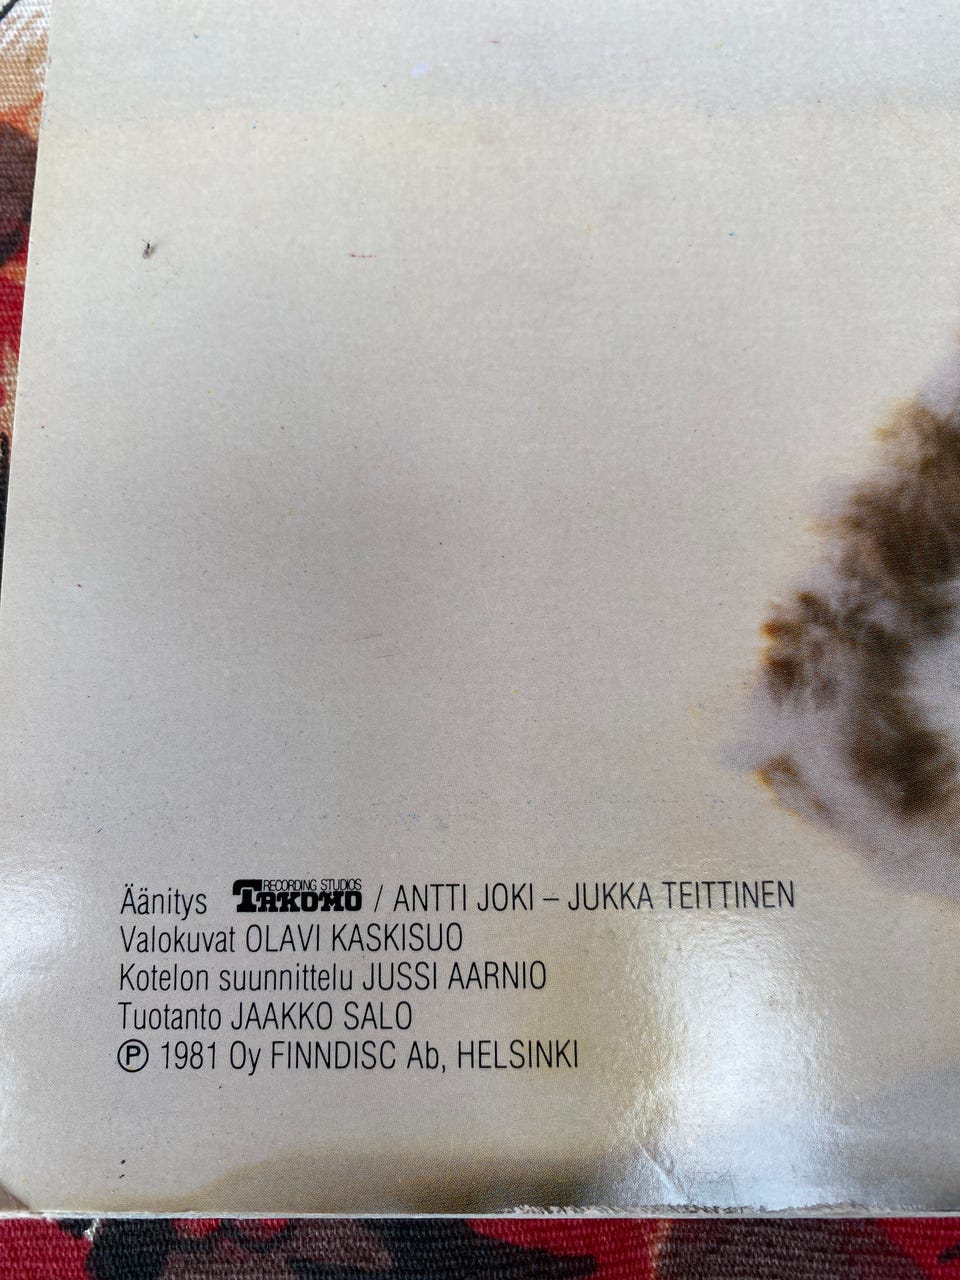 Äänitys RECORDING STUDIOS TAKOMO / ANTTI JOKI – JUKKA TEITTINEN
Valokuvat OLAVI KASKISUO
Kotelon suunnittelu JUSSI AARNIO
Tuotanto JAAKKO SALO
Ⓟ 1981 Oy FINNDISC Ab, HELSINKI